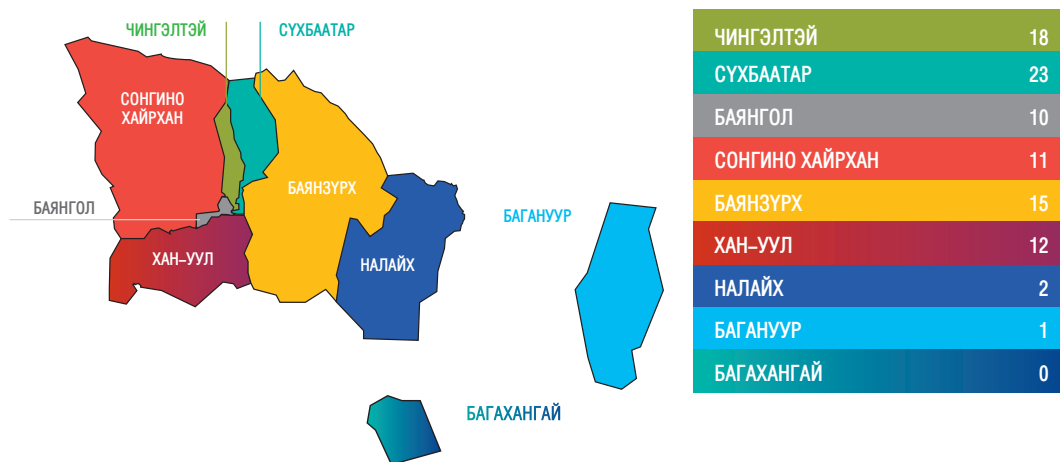 ЧИНГЭЛТЭЙ
СҮХБААТАР
СОНГИНО
ХАЙРХАН
БАЯНЗҮРХ
БАЯНГОЛ
БАГАНУУР
ХАН–УУЛ
НАЛАЙХ
БАГАХАНГАЙ
ЧИНГЭЛТЭЙ 18
СҮХБААТАР 23
БАЯНГОЛ 10
СОНГИНО ХАЙРХАН 11
БАЯНЗҮРХ 15
ХАН–УУЛ 12
НАЛАЙХ 2
БАГАНУУР 1
БАГАХАНГАЙ 0